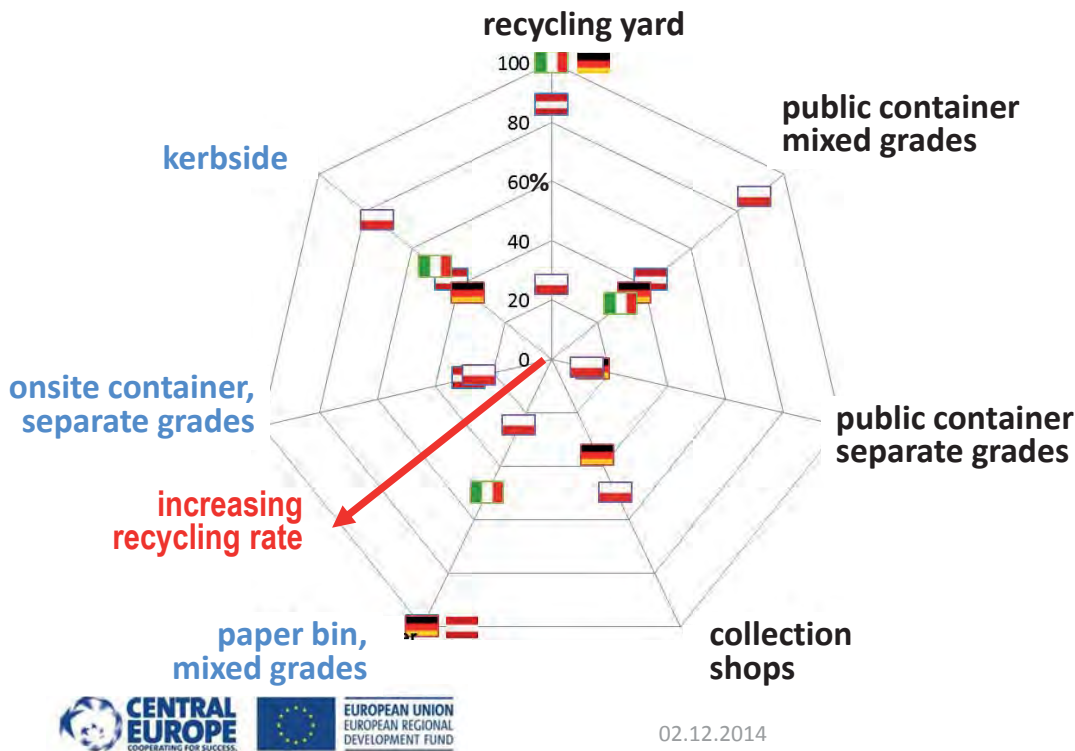 recycling yard
100
80
60%
40
20
0
public container
mixed grades
kerbside
onsite container,
separate grades
public container
separate grades
increasing
recycling rate
paper bin,
mixed grades
collection
shops
CENTRAL
EUROPE
COOPERATING FOR SUCCESS.
EUROPEAN UNION
EUROPEAN REGIONAL
DEVELOPMENT FUND
02.12.2014